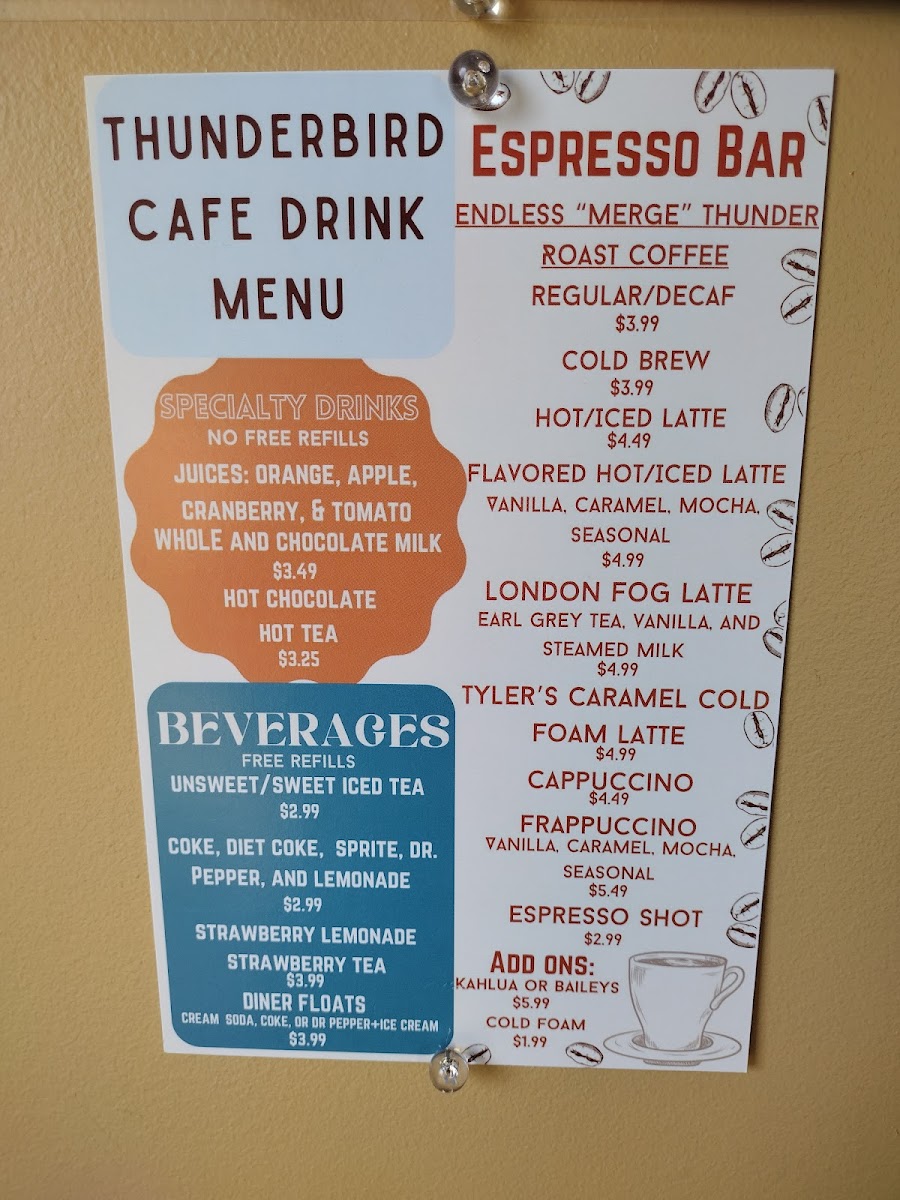 THUNDERBIRD
CAFE DRINK
MENU
SPECIALTY DRINKS
NO FREE REFILLS
JUICES: ORANGE, APPLE,
CRANBERRY, & TOMATO
WHOLE AND CHOCOLATE MILK
$3.49
HOT CHOCOLATE
HOT TEA
$3.25
BEVERAGES
FREE REFILLS
UNSWEET/SWEET ICED TEA
$2.99
COKE, DIET COKE, SPRITE, DR.
PEPPER, AND LEMONADE
$2.99
STRAWBERRY LEMONADE
STRAWBERRY TEA
$3.99
DINER FLOATS
CREAM SODA, COKE, OR DR PEPPER+ICE CREAM
$3.99
ESPRESSO BAR
ENDLESS "MERGE" THUNDER
ROAST COFFEE
REGULAR/DECAF
$3.99
COLD BREW
$3.99
HOT/ICED LATTE
$4.49
FLAVORED HOT/ICED LATTE
VANILLA, CARAMEL, MOCHA,
SEASONAL
$4.99
LONDON FOG LATTE
EARL GREY TEA, VANILLA, AND
STEAMED MILK
$4.99
TYLER'S CARAMEL COLD
FOAM LATTE
$4.99
CAPPUCCINO
$4.49
FRAPPUCCINO
VANILLA, CARAMEL, MOCHA,
SEASONAL
$5.49
ESPRESSO SHOT
$2.99
ADD ONS:
KAHLUA OR BAILEYS
$5.99
COLD FOAM
$1.99